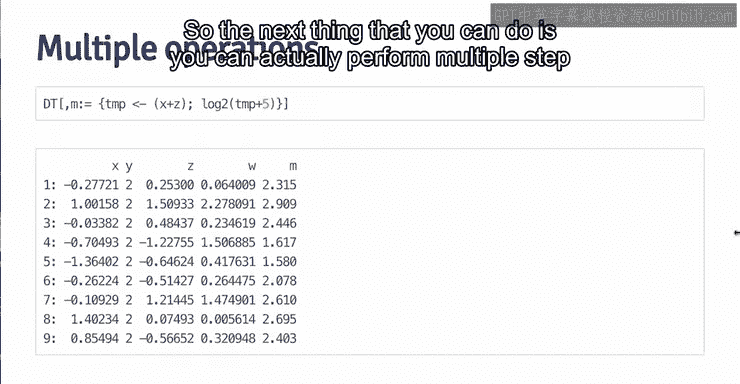 Multiple operations
So the next thing that you can do is
you can actually perform multiple step
DT[,m:= {tmp <- (x+z); log2(tmp+5)}]
x y z w m
1: -0.27721 2 0.25300 0.064009 2.315
2: 1.00158 2 1.50933 2.278091 2.909
3: -0.03382 2 0.48437 0.234619 2.446
4: -0.70493 2 -1.22755 1.506885 1.617
5: -1.36402 2 -0.64624 0.417631 1.580
6: -0.26224 2 -0.51427 0.264475 2.078
7: -0.10929 2 1.21445 1.474901 2.610
8: 1.40234 2 0.07493 0.005614 2.695
9: 0.85494 2 -0.56652 0.320948 2.403